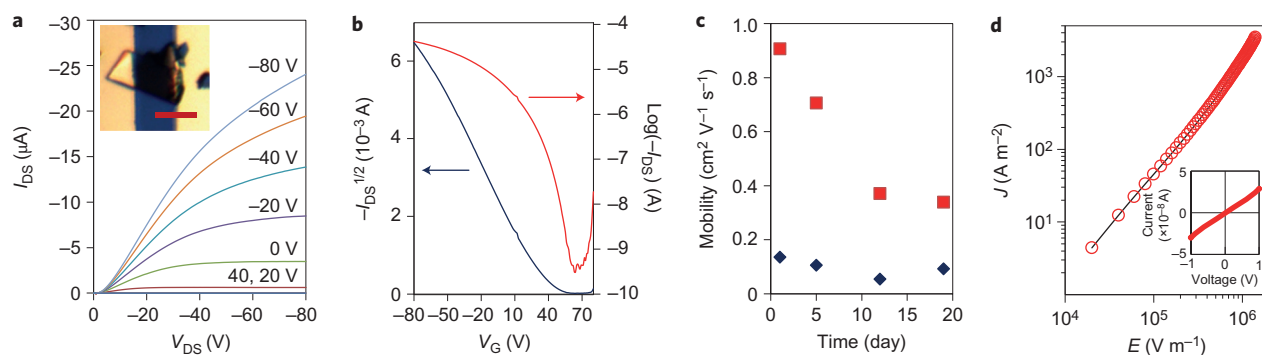 a
I_DS (μA)
−30
−25
−20
−15
−10
−5
0
−80 V
−60 V
−40 V
−20 V
0 V
40, 20 V
0 −20 −40 −60 −80
V_DS (V)
b
−I_DS^1/2 (10^−3 A)
6
4
2
0
Log(−I_DS) (A)
−4
−5
−6
−7
−8
−9
−10
−80 −50 −20 10 40 70
V_G (V)
c
Mobility (cm^2 V^−1 s^−1)
1.0
0.8
0.6
0.4
0.2
0
0 5 10 15 20
Time (day)
d
J (A m^−2)
10^3
10^2
10^1
10^4 10^5 10^6
E (V m^−1)
Current
(×10^−8 A)
5
0
−5
−1 0 1
Voltage (V)